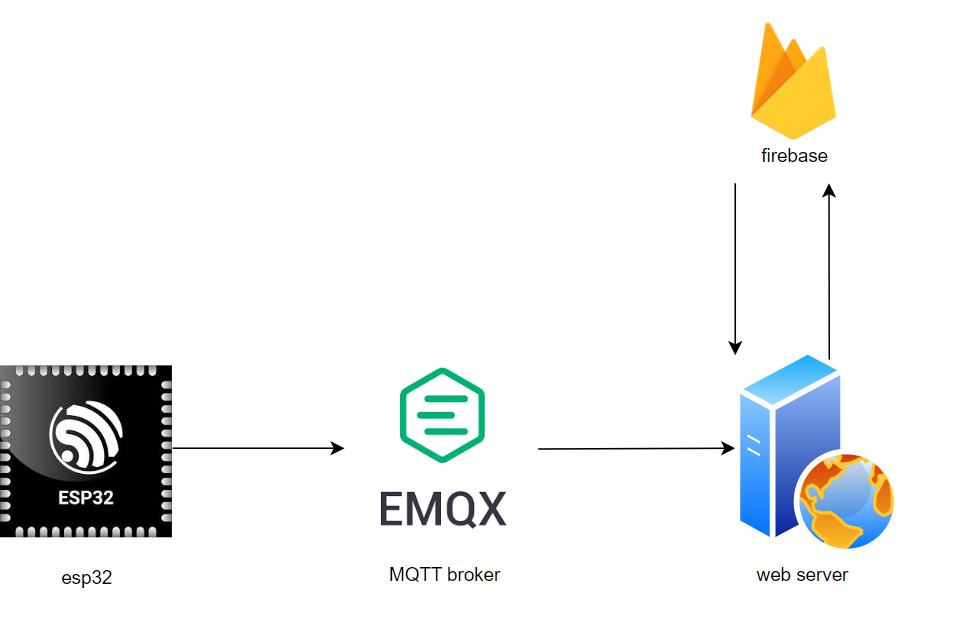 firebase
ESP32
EMQX
esp32
MQTT broker
web server